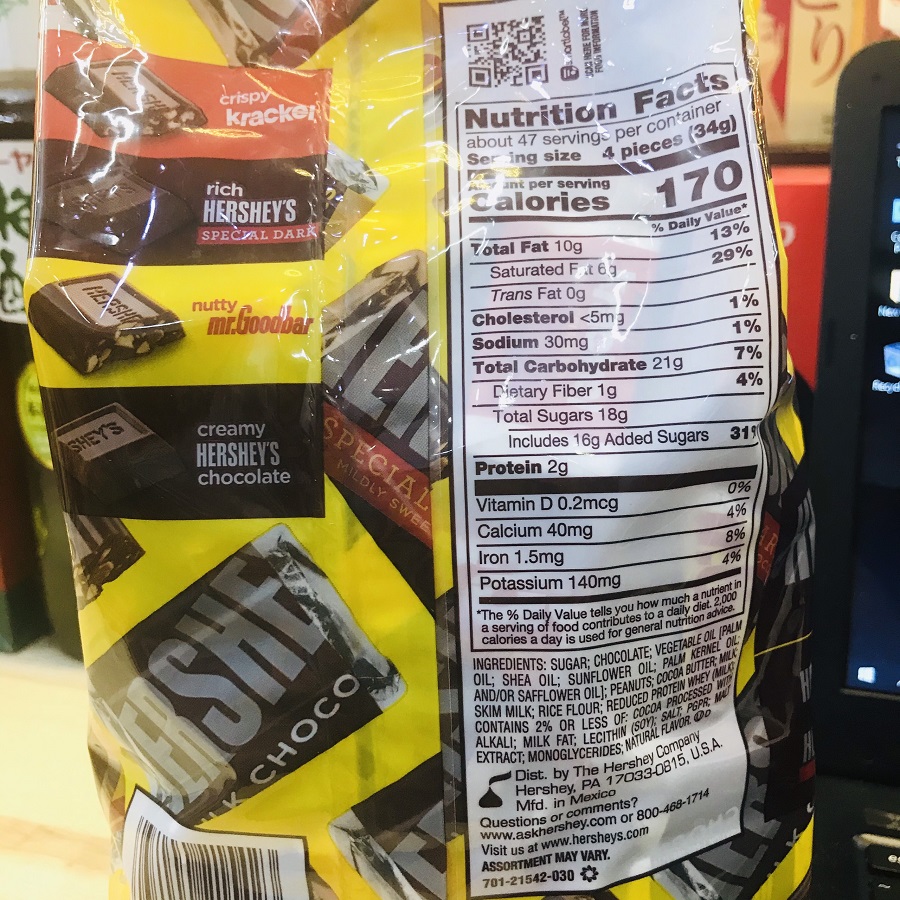 crispy
krackel
rich
HERSHEY'S
SPECIAL DARK
nutty
mr.Goodbar
creamy
HERSHEY'S
chocolate
HERSHEY'S
SHEY'S
SPECIAL
MILDLY SWEE
ERSHE
LK CHOCO
Nutrition Facts
about 47 servings per container
Serving size 4 pieces (34g)
Amount per serving
Calories 170
% Daily Value*
Total Fat 10g 13%
Saturated Fat 6g 29%
Trans Fat 0g
Cholesterol <5mg 1%
Sodium 30mg 1%
Total Carbohydrate 21g 7%
Dietary Fiber 1g 4%
Total Sugars 18g
Includes 16g Added Sugars 31%
Protein 2g
Vitamin D 0.2mcg 0%
Calcium 40mg 4%
Iron 1.5mg 8%
Potassium 140mg 4%
*The % Daily Value tells you how much a nutrient in
a serving of food contributes to a daily diet. 2,000
calories a day is used for general nutrition advice.
INGREDIENTS: SUGAR; CHOCOLATE; VEGETABLE OIL [PALM
OIL; SHEA OIL; SUNFLOWER OIL; PALM KERNEL OIL;
AND/OR SAFFLOWER OIL]; PEANUTS; COCOA BUTTER; MILK;
SKIM MILK; RICE FLOUR; REDUCED PROTEIN WHEY (MILK);
CONTAINS 2% OR LESS OF: COCOA PROCESSED WITH
ALKALI; MILK FAT; LECITHIN (SOY); SALT; PGPR; MALT
EXTRACT; MONOGLYCERIDES; NATURAL FLAVOR. Ⓤ D
Dist. by The Hershey Company
Hershey, PA 17033-0815, U.S.A.
Mfd. in Mexico
Questions or comments?
www.askhershey.com or 800-468-1714
Visit us at www.hersheys.com
ASSORTMENT MAY VARY.
701-21542-030